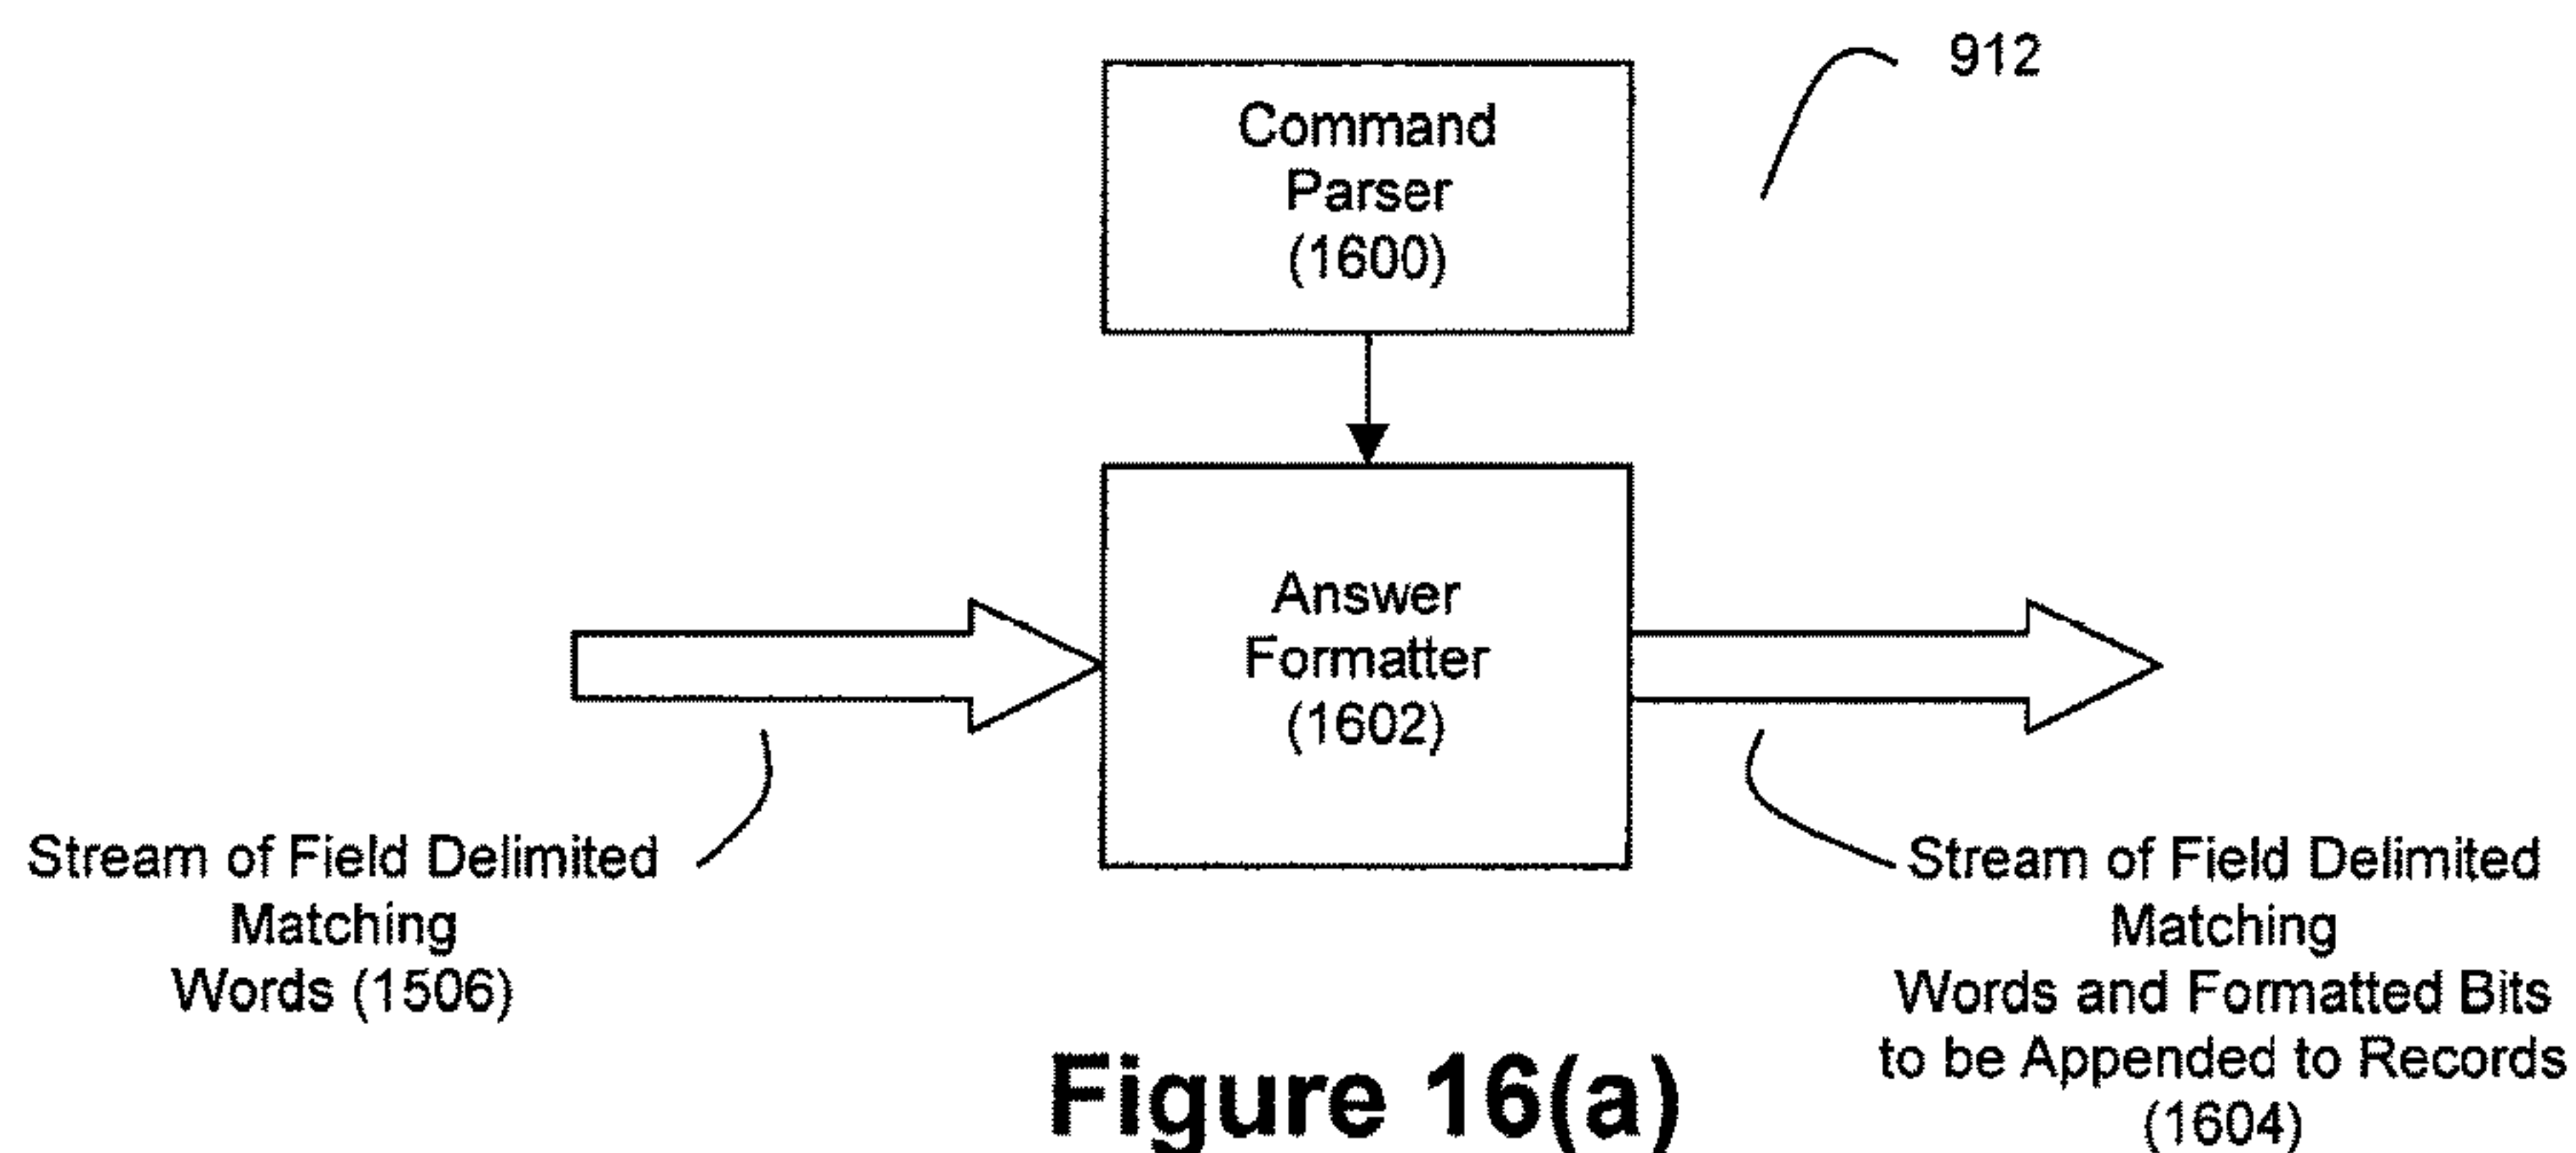 912
Command
Parser
(1600)
Answer
Formatter
(1602)
Stream of Field Delimited
Matching
Words (1506)
Stream of Field Delimited
Matching
Words and Formatted Bits
to be Appended to Records
(1604)
Figure 16(a)